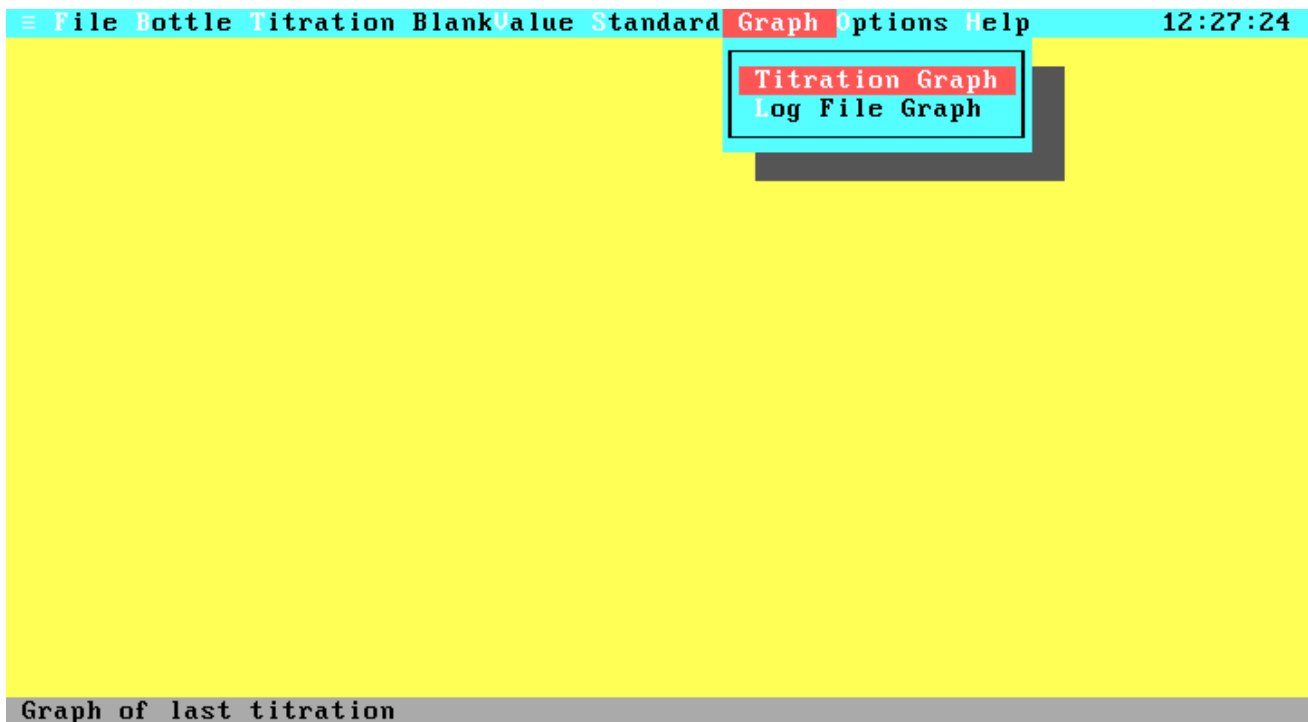 ≡ File Bottle Titration BlankValue Standard Graph Options Help 12:27:24
Titration Graph
Log File Graph
Graph of last titration